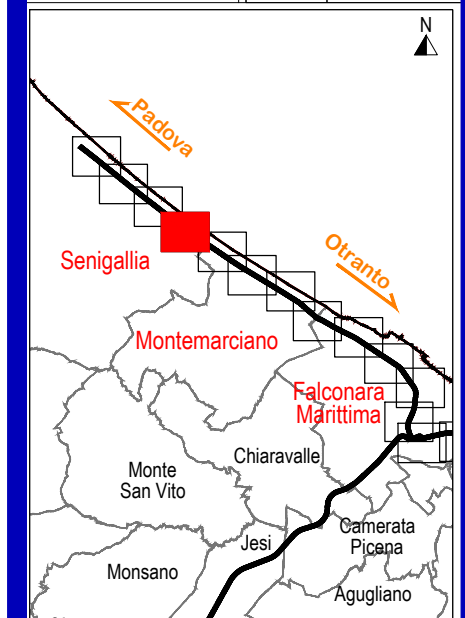 N
Padova
Otranto
Senigallia
Montemarciano
Falconara
Marittima
Chiaravalle
Monte
San Vito
Camerata
Picena
Jesi
Monsano
Agugliano